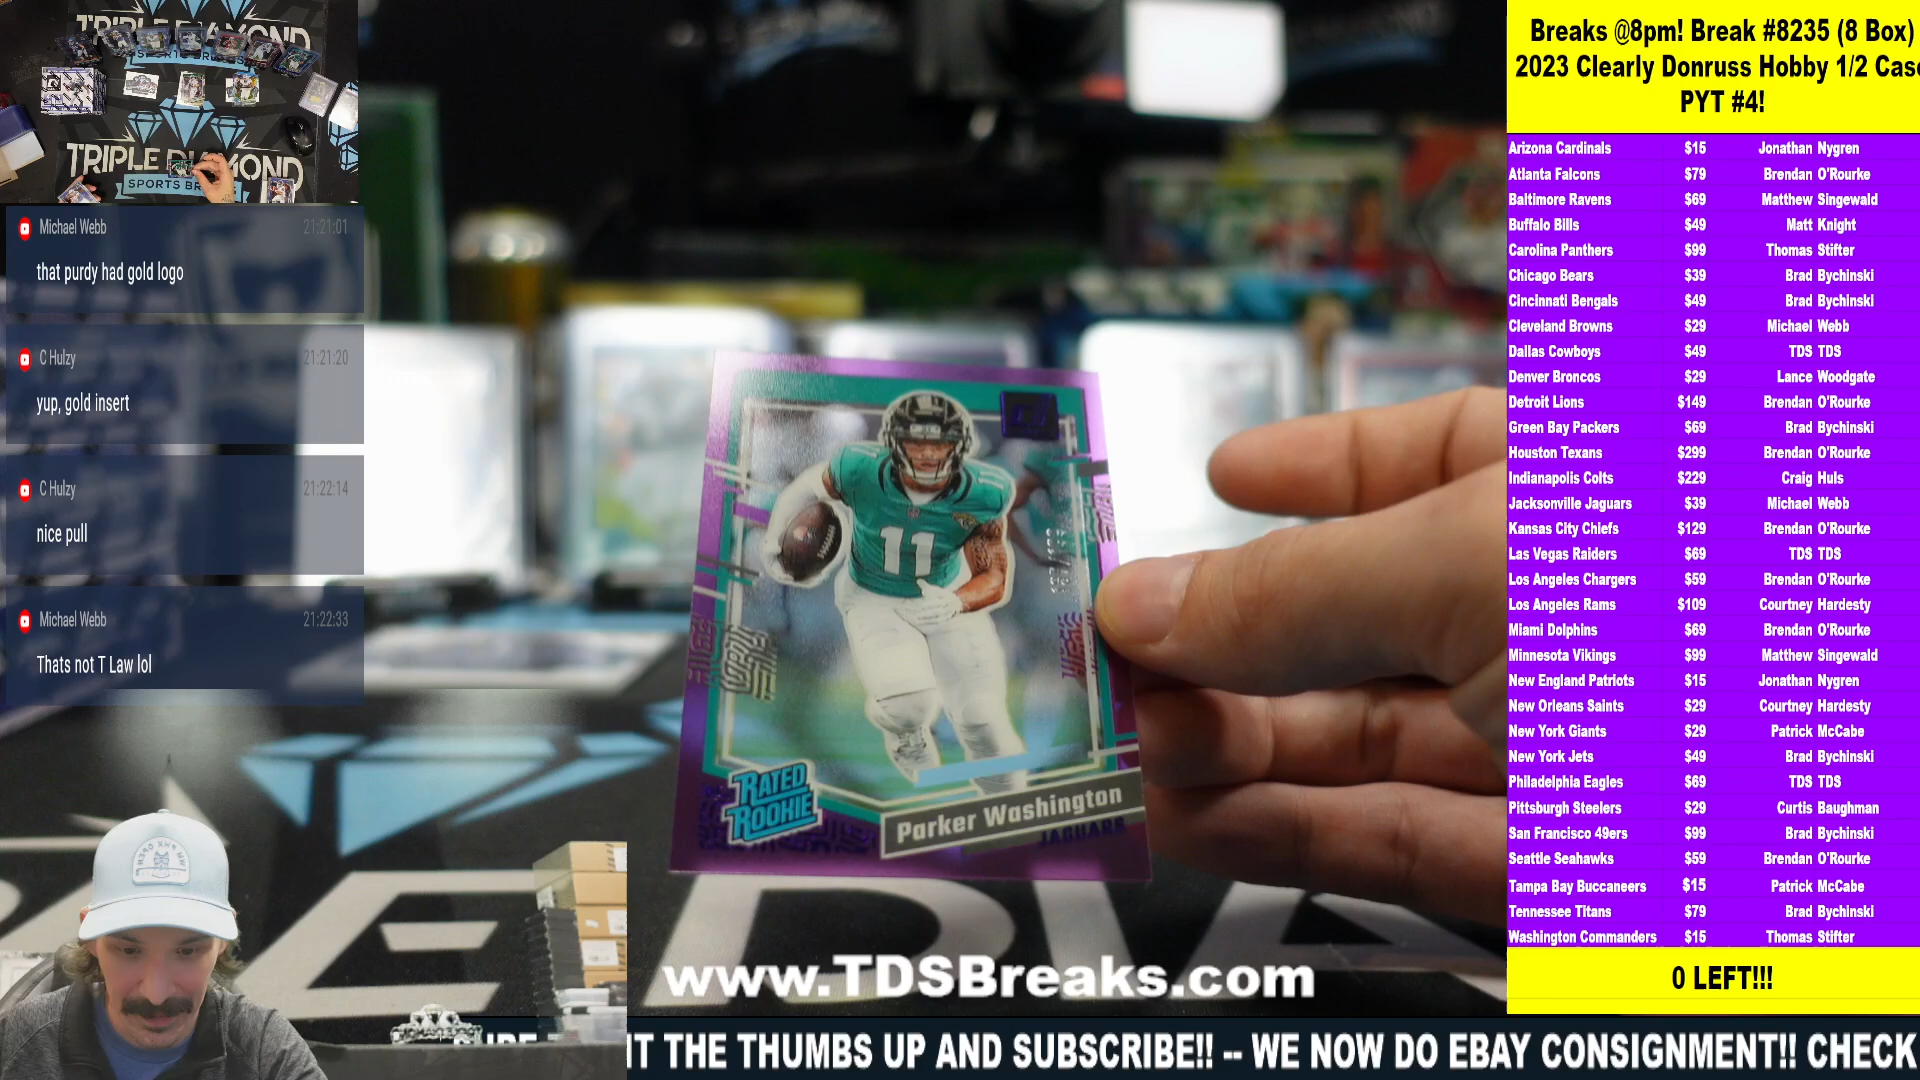 TRIPLE DIAMOND
SPORTS BREAKS
TRIPLE DIAMOND
SPORTS BREAKS
Michael Webb 21:21:01
that purdy had gold logo
C Hulzy 21:21:20
yup, gold insert
C Hulzy 21:22:14
nice pull
Michael Webb 21:22:33
Thats not T Law lol
11
RATED
ROOKIE
Parker Washington
JAGUARS
www.TDSBreaks.com
IT THE THUMBS UP AND SUBSCRIBE!! -- WE NOW DO EBAY CONSIGNMENT!! CHECK
Breaks @8pm! Break #8235 (8 Box)
2023 Clearly Donruss Hobby 1/2 Case
PYT #4!
Arizona Cardinals $15 Jonathan Nygren
Atlanta Falcons $79 Brendan O'Rourke
Baltimore Ravens $69 Matthew Singewald
Buffalo Bills $49 Matt Knight
Carolina Panthers $99 Thomas Stifter
Chicago Bears $39 Brad Bychinski
Cincinnati Bengals $49 Brad Bychinski
Cleveland Browns $29 Michael Webb
Dallas Cowboys $49 TDS TDS
Denver Broncos $29 Lance Woodgate
Detroit Lions $149 Brendan O'Rourke
Green Bay Packers $69 Brad Bychinski
Houston Texans $299 Brendan O'Rourke
Indianapolis Colts $229 Craig Huls
Jacksonville Jaguars $39 Michael Webb
Kansas City Chiefs $129 Brendan O'Rourke
Las Vegas Raiders $69 TDS TDS
Los Angeles Chargers $59 Brendan O'Rourke
Los Angeles Rams $109 Courtney Hardesty
Miami Dolphins $69 Brendan O'Rourke
Minnesota Vikings $99 Matthew Singewald
New England Patriots $15 Jonathan Nygren
New Orleans Saints $29 Courtney Hardesty
New York Giants $29 Patrick McCabe
New York Jets $49 Brad Bychinski
Philadelphia Eagles $69 TDS TDS
Pittsburgh Steelers $29 Curtis Baughman
San Francisco 49ers $99 Brad Bychinski
Seattle Seahawks $59 Brendan O'Rourke
Tampa Bay Buccaneers $15 Patrick McCabe
Tennessee Titans $79 Brad Bychinski
Washington Commanders $15 Thomas Stifter
0 LEFT!!!